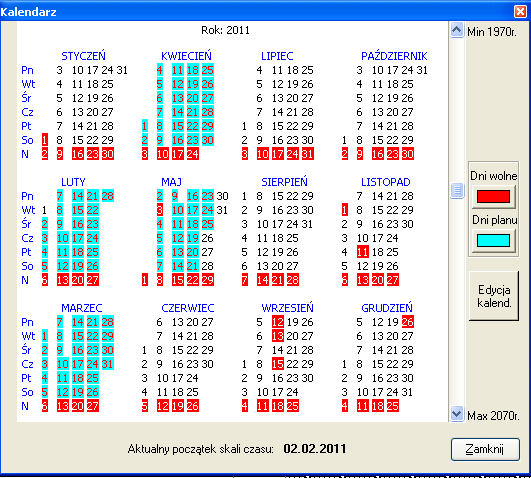 Kalendarz
Rok: 2011
Min 1970r.
STYCZEŃ KWIECIEŃ LIPIEC PAŹDZIERNIK
Pn 3 10 17 24 31 4 11 18 25 4 11 18 25 3 10 17 24 31
Wt 4 11 18 25 5 12 19 26 5 12 19 26 4 11 18 25
Śr 5 12 19 26 6 13 20 27 6 13 20 27 5 12 19 26
Cz 6 13 20 27 7 14 21 28 7 14 21 28 6 13 20 27
Pt 7 14 21 28 1 8 15 22 29 1 8 15 22 29 7 14 21 28
So 1 8 15 22 29 2 9 16 23 30 2 9 16 23 30 1 8 15 22 29
N 2 9 16 23 30 3 10 17 24 3 10 17 24 31 2 9 16 23 30
LUTY MAJ SIERPIEŃ LISTOPAD
Pn 7 14 21 28 2 9 16 23 30 1 8 15 22 29 7 14 21 28
Wt 1 8 15 22 3 10 17 24 31 2 9 16 23 30 1 8 15 22 29
Śr 2 9 16 23 4 11 18 25 3 10 17 24 31 2 9 16 23 30
Cz 3 10 17 24 5 12 19 26 4 11 18 25 3 10 17 24
Pt 4 11 18 25 6 13 20 27 5 12 19 26 4 11 18 25
So 5 12 19 26 7 14 21 28 6 13 20 27 5 12 19 26
N 6 13 20 27 1 8 15 22 29 7 14 21 28 6 13 20 27
MARZEC CZERWIEC WRZESIEŃ GRUDZIEŃ
Pn 7 14 21 28 6 13 20 27 5 12 19 26 5 12 19 26
Wt 1 8 15 22 29 7 14 21 28 6 13 20 27 6 13 20 27
Śr 2 9 16 23 30 1 8 15 22 29 7 14 21 28 7 14 21 28
Cz 3 10 17 24 31 2 9 16 23 30 1 8 15 22 29 1 8 15 22 29
Pt 4 11 18 25 3 10 17 24 2 9 16 23 30 2 9 16 23 30
So 5 12 19 26 4 11 18 25 3 10 17 24 3 10 17 24 31
N 6 13 20 27 5 12 19 26 4 11 18 25 4 11 18 25
Dni wolne
Dni planu
Edycja
kalend.
Max 2070r.
Aktualny początek skali czasu: 02.02.2011
Zamknij